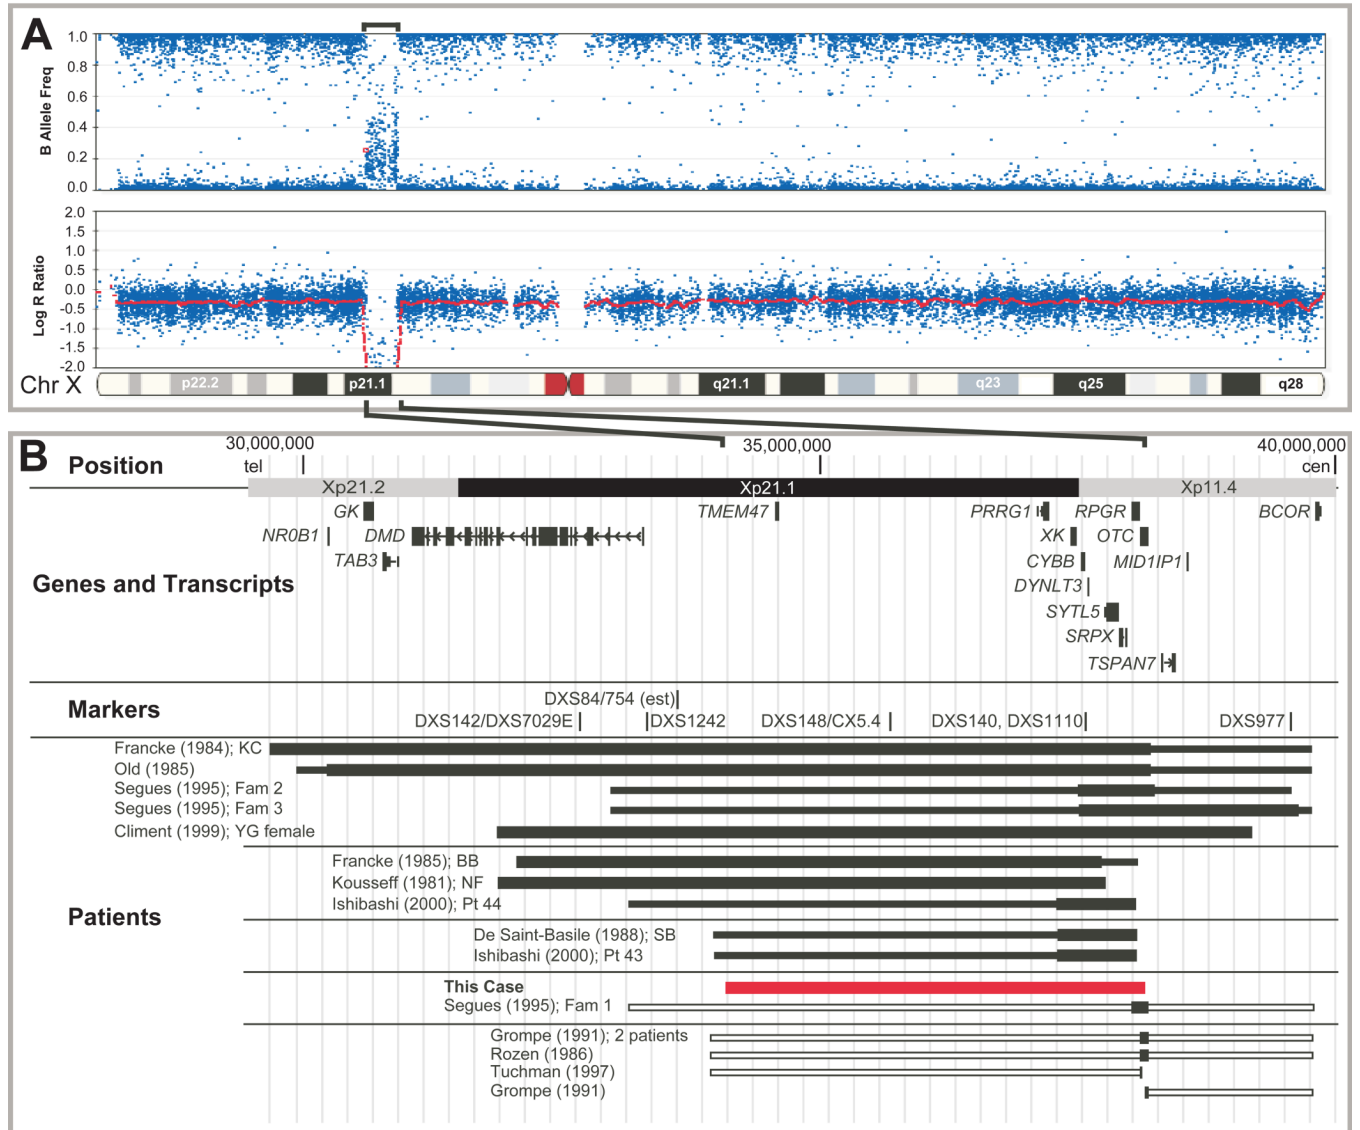 A
B Allele Freq
1.0
0.8
0.6
0.4
0.2
0.0
Log R Ratio
2.0
1.5
1.0
0.5
0.0
-0.5
-1.0
-1.5
-2.0
Chr X
p22.2
p21.1
q21.1
q23
q25
q28
B
Position
30,000,000
35,000,000
40,000,000
tel
cen
Xp21.2
Xp21.1
Xp11.4
Genes and Transcripts
GK
TMEM47
PRRG1
RPGR
BCOR
NR0B1
DMD
XK
OTC
TAB3
CYBB
MID1IP1
DYNLT3
SYTL5
SRPX
TSPAN7
Markers
DXS84/754 (est)
DXS142/DXS7029E
DXS1242
DXS148/CX5.4
DXS140, DXS1110
DXS977
Patients
Francke (1984); KC
Old (1985)
Segues (1995); Fam 2
Segues (1995); Fam 3
Climent (1999); YG female
Francke (1985); BB
Kousseff (1981); NF
Ishibashi (2000); Pt 44
De Saint-Basile (1988); SB
Ishibashi (2000); Pt 43
This Case
Segues (1995); Fam 1
Grompe (1991); 2 patients
Rozen (1986)
Tuchman (1997)
Grompe (1991)